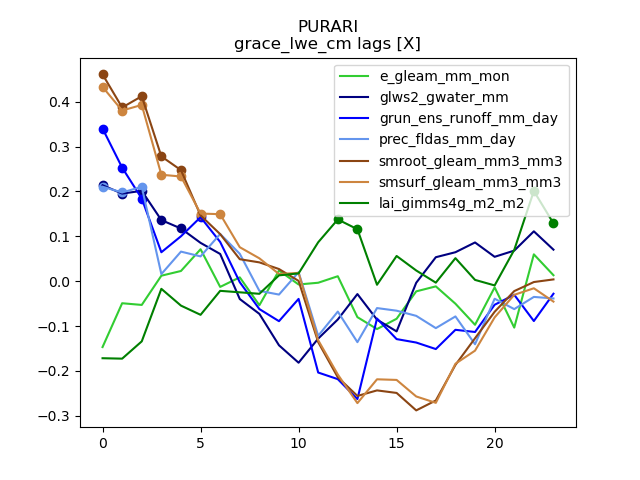 PURARI
grace_lwe_cm lags [X]
e_gleam_mm_mon
glws2_gwater_mm
grun_ens_runoff_mm_day
prec_fldas_mm_day
smroot_gleam_mm3_mm3
smsurf_gleam_mm3_mm3
lai_gimms4g_m2_m2
0.4
0.3
0.2
0.1
0.0
−0.1
−0.2
−0.3
0
5
10
15
20